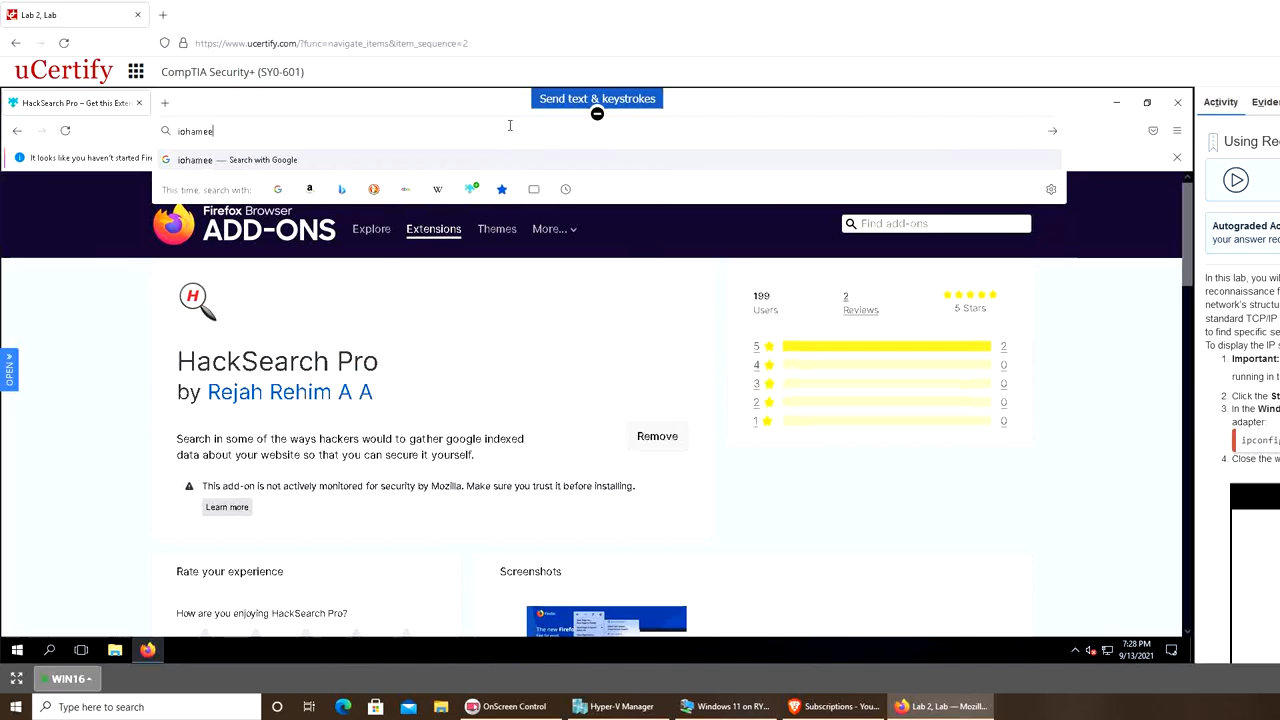 Lab 2, Lab
https://www.ucertify.com/?func=navigate_items&item_sequence=2
uCertify
CompTIA Security+ (SY0-601)
Send text & keystrokes
HackSearch Pro – Get this Exte
Activity
Evide
iohamee
Using Re
It looks like you haven't started Fire
iohamee — Search with Google
This time, search with:
Firefox Browser
ADD-ONS
Explore
Extensions
Themes
More...
Find add-ons
Autograded Ac
your answer rec
HackSearch Pro
by Rejah Rehim A A
Search in some of the ways hackers would to gather google indexed
data about your website so that you can secure it yourself.
Remove
This add-on is not actively monitored for security by Mozilla. Make sure you trust it before installing.
Learn more
199
Users
2
Reviews
5 Stars
5
2
4
0
3
0
2
0
1
0
In this lab, you wil
reconnaissance f
network's structu
standard TCP/IP
to find specific se
To display the IP s
1. Important:
running in t
2. Click the St
3. In the Wind
adapter:
ipconfig
4. Close the w
OPEN
Rate your experience
Screenshots
How are you enjoying HackSearch Pro?
7:28 PM
9/13/2021
WIN16
Type here to search
OnScreen Control
Hyper-V Manager
Windows 11 on RY...
Subscriptions - You...
Lab 2, Lab — Mozill...